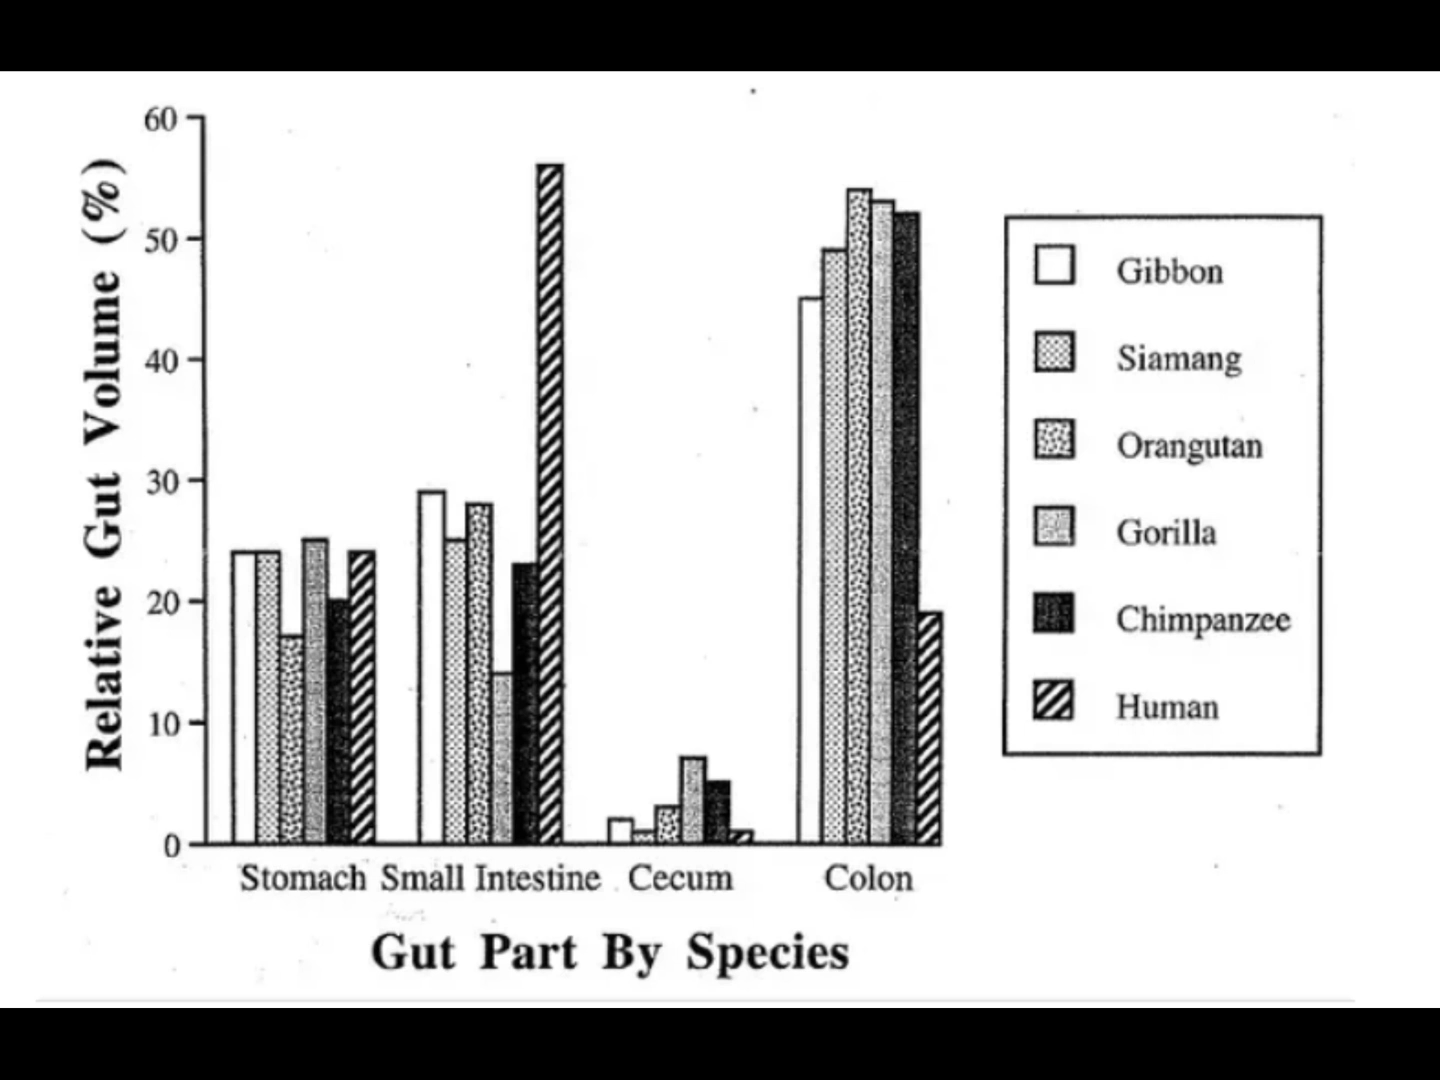 60
50
40
30
20
10
0
Relative Gut Volume (%)
Stomach Small Intestine Cecum Colon
Gut Part By Species
Gibbon
Siamang
Orangutan
Gorilla
Chimpanzee
Human